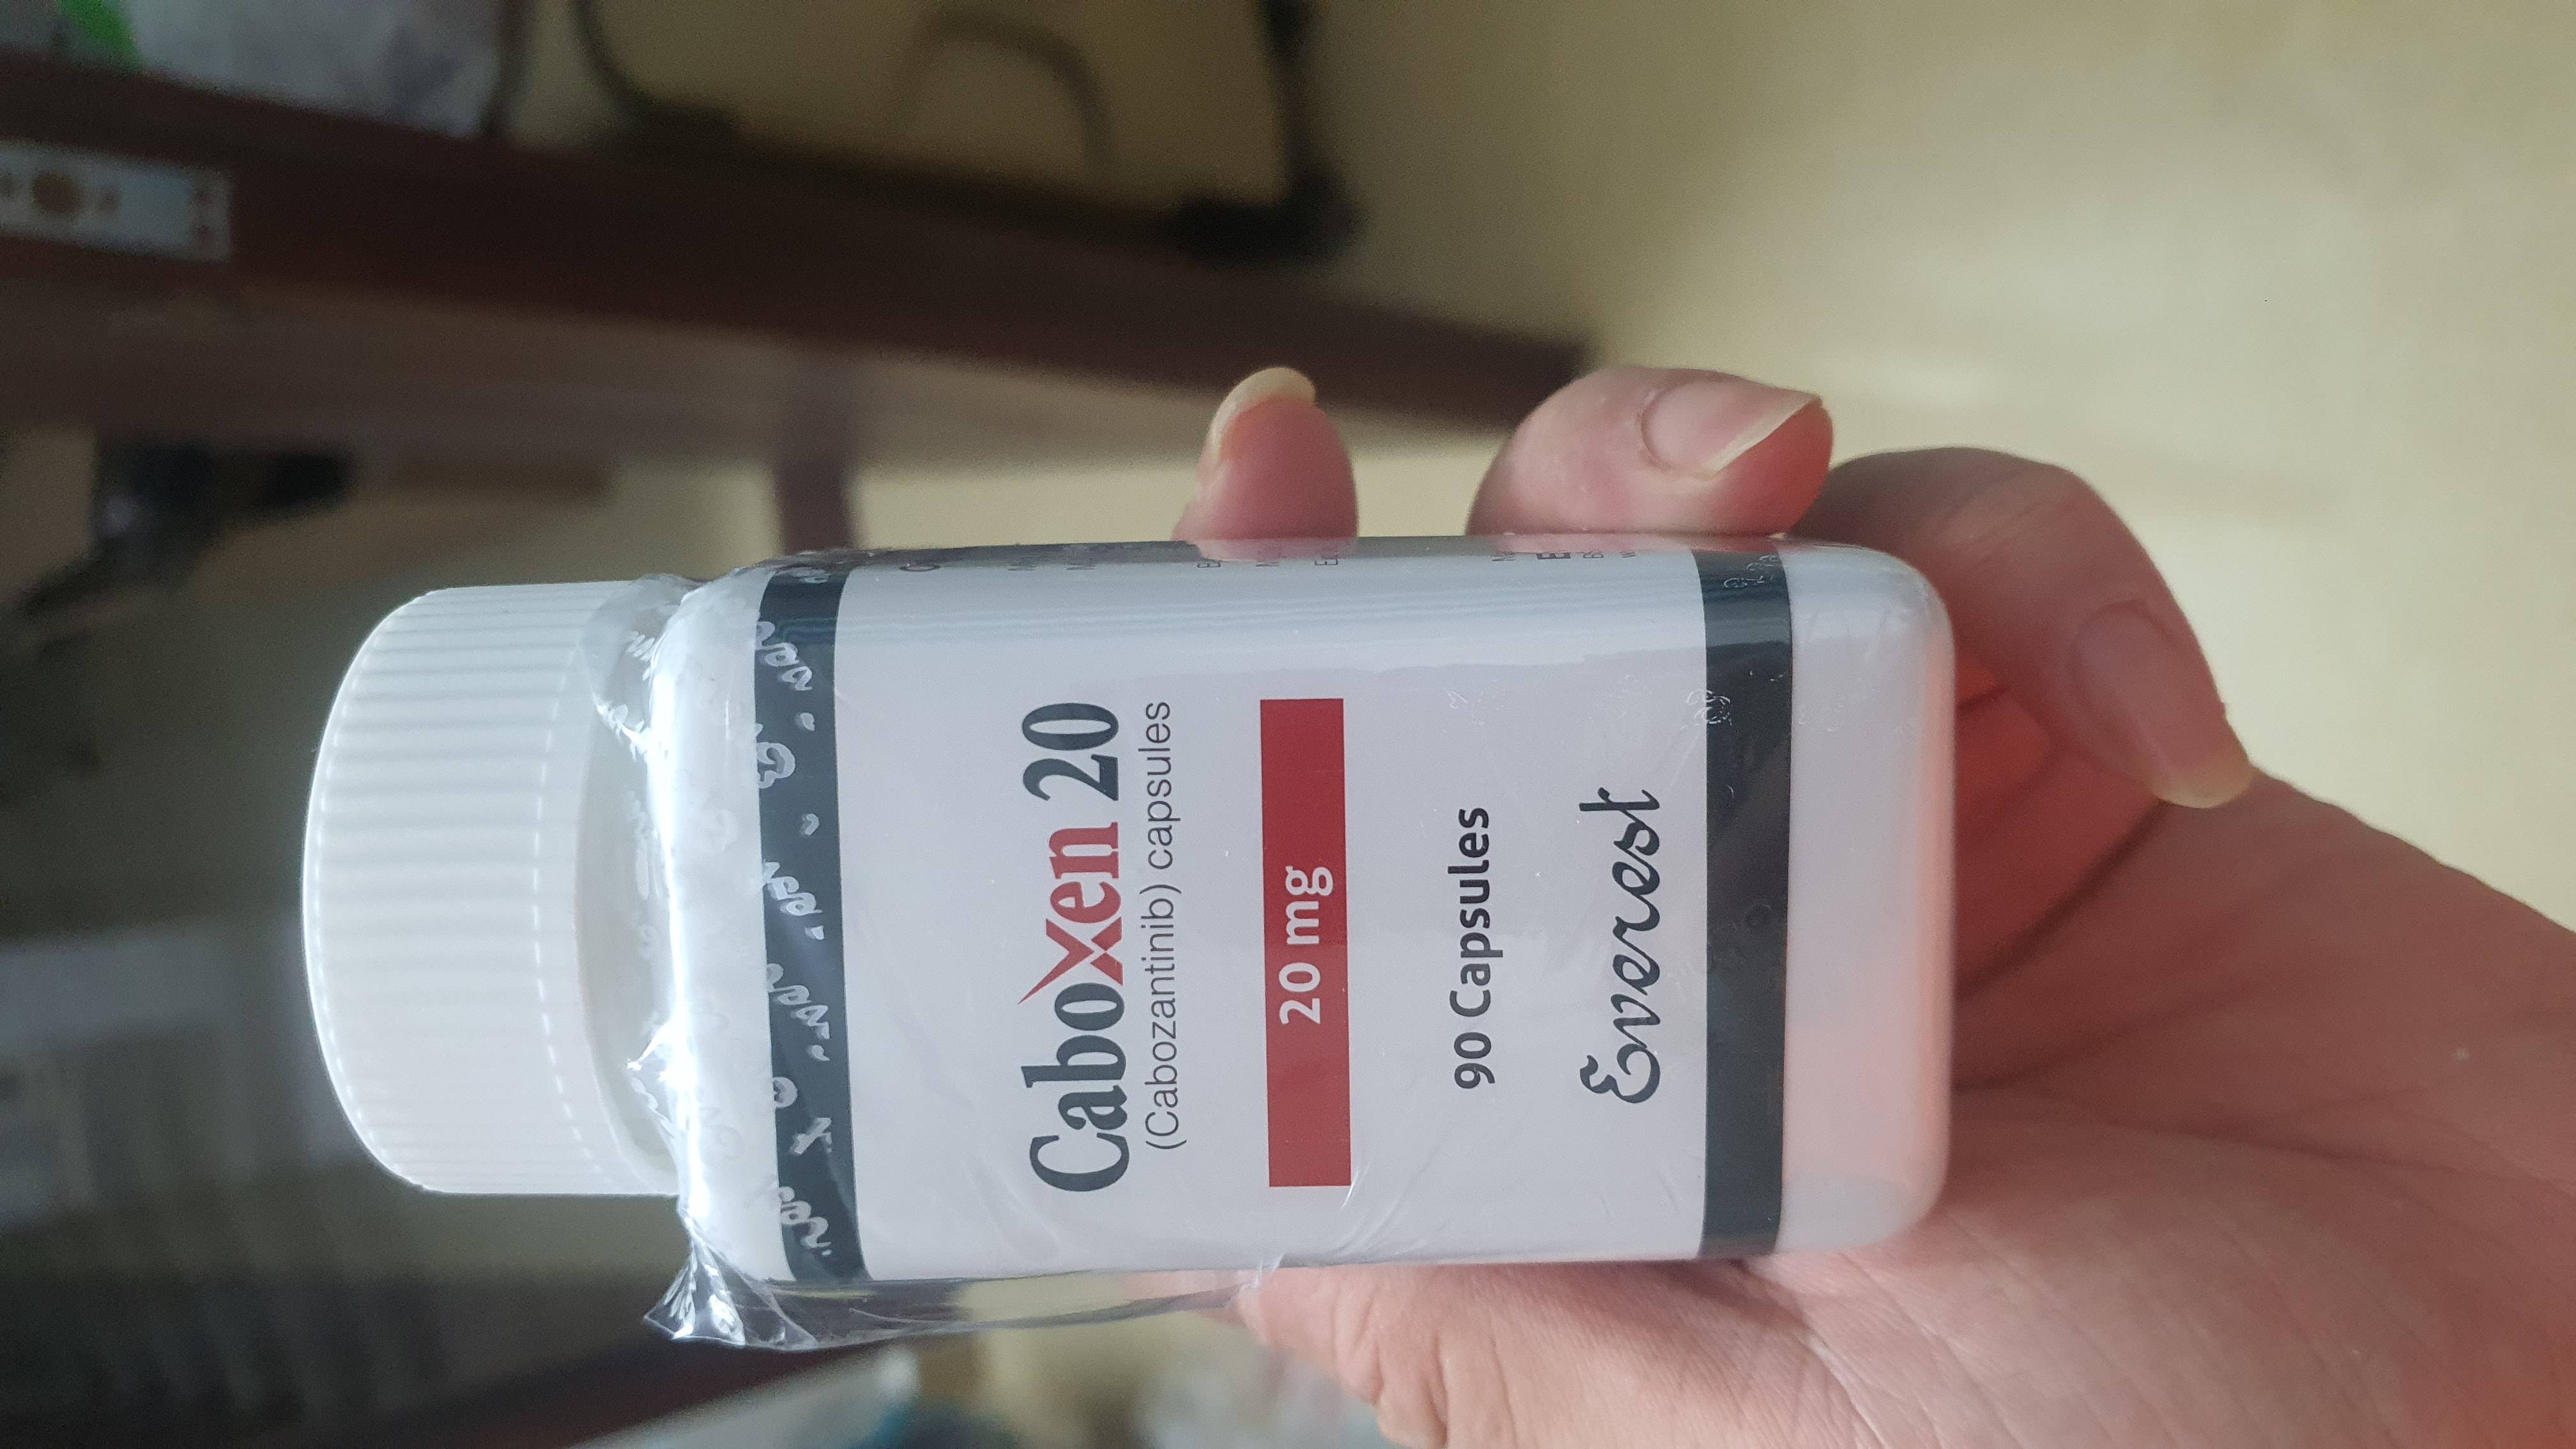 Caboxen 20
(Cabozantinib) capsules
20 mg
90 Capsules
Everest